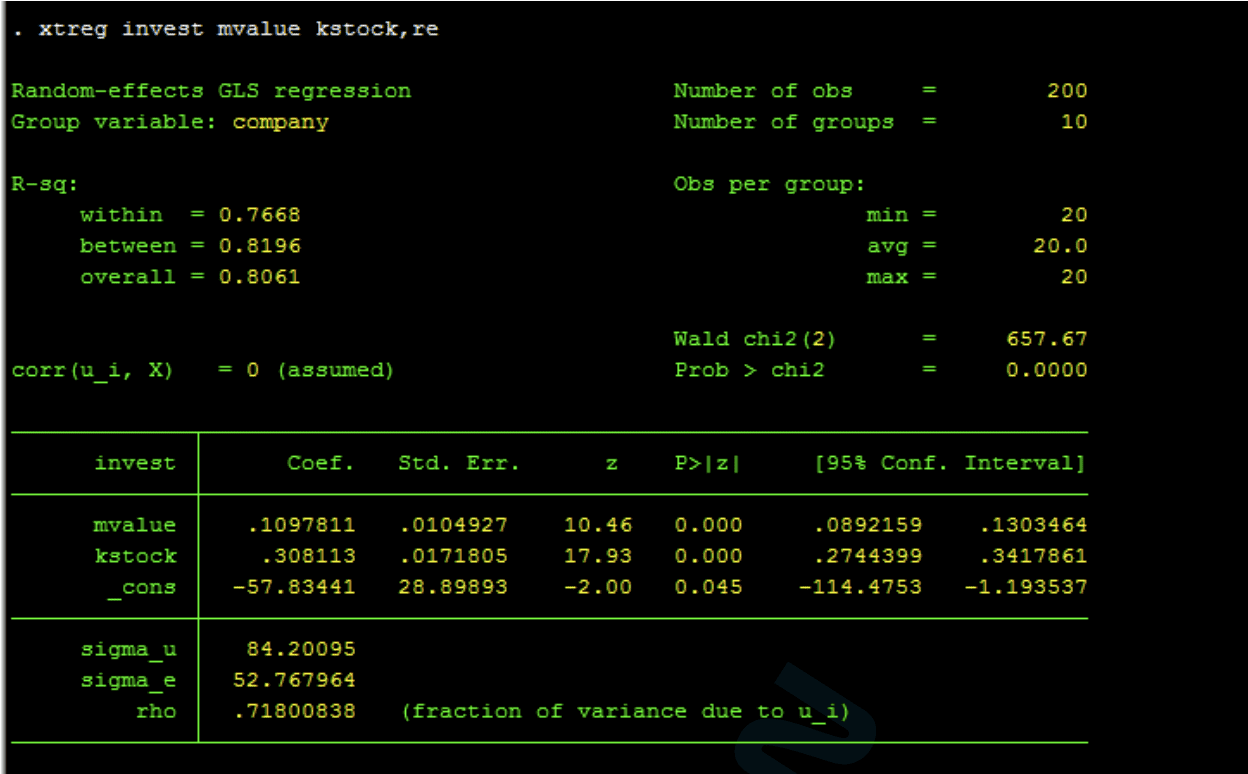 . xtreg invest mvalue kstock,re
Random-effects GLS regression Number of obs = 200
Group variable: company Number of groups = 10
R-sq: Obs per group:
within = 0.7668 min = 20
between = 0.8196 avg = 20.0
overall = 0.8061 max = 20
Wald chi2(2) = 657.67
corr(u_i, X) = 0 (assumed) Prob > chi2 = 0.0000
invest Coef. Std. Err. z P>|z| [95% Conf. Interval]
mvalue .1097811 .0104927 10.46 0.000 .0892159 .1303464
kstock .308113 .0171805 17.93 0.000 .2744399 .3417861
_cons -57.83441 28.89893 -2.00 0.045 -114.4753 -1.193537
sigma_u 84.20095
sigma_e 52.767964
rho .71800838 (fraction of variance due to u_i)